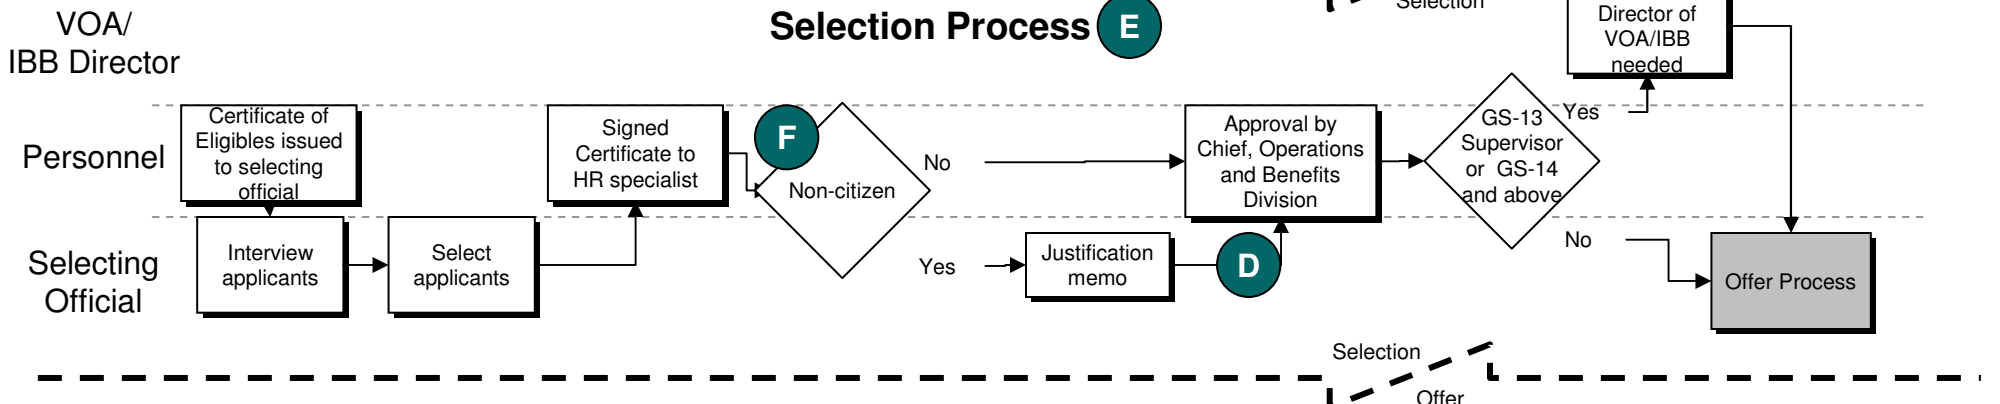 Selection
VOA/
IBB Director
Selection Process
E
Director of
VOA/IBB
needed
Personnel
Certificate of
Eligibles issued
to selecting
official
Signed
Certificate to
HR specialist
F
Non-citizen
No
Approval by
Chief, Operations
and Benefits
Division
GS-13
Supervisor
or GS-14
and above
Yes
Selecting
Official
Interview
applicants
Select
applicants
Yes
Justification
memo
D
No
Offer Process
Selection
Offer